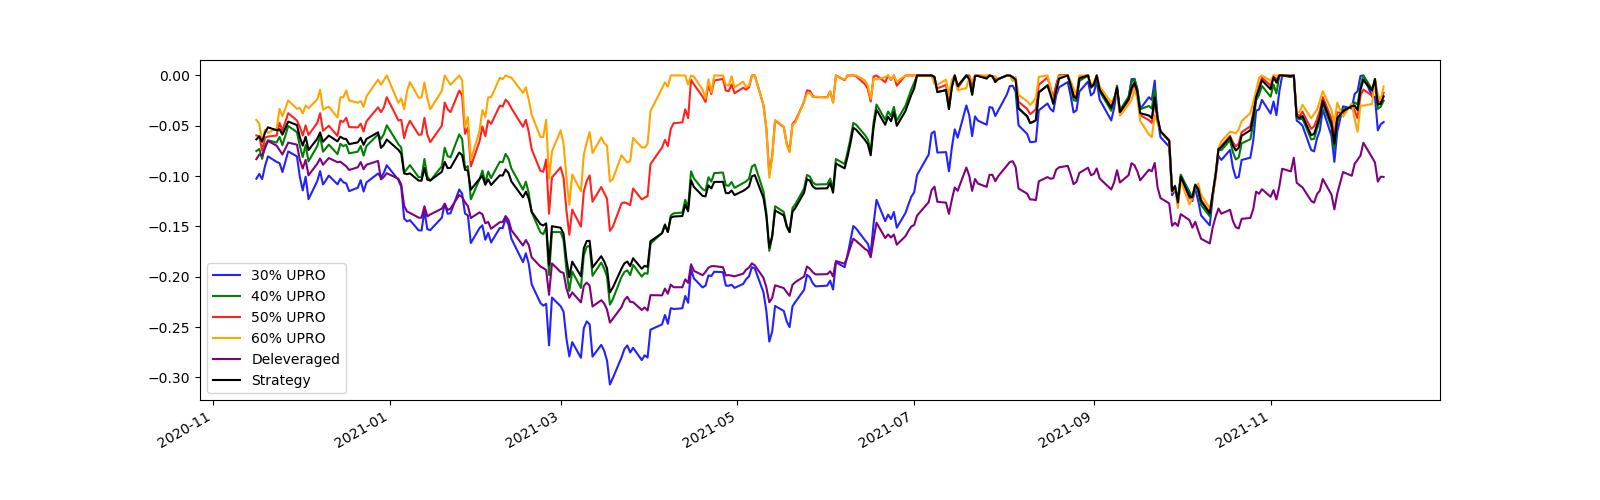 0.00
−0.05
−0.10
−0.15
−0.20
−0.25
−0.30
30% UPRO
40% UPRO
50% UPRO
60% UPRO
Deleveraged
Strategy
2020-11
2021-01
2021-03
2021-05
2021-07
2021-09
2021-11